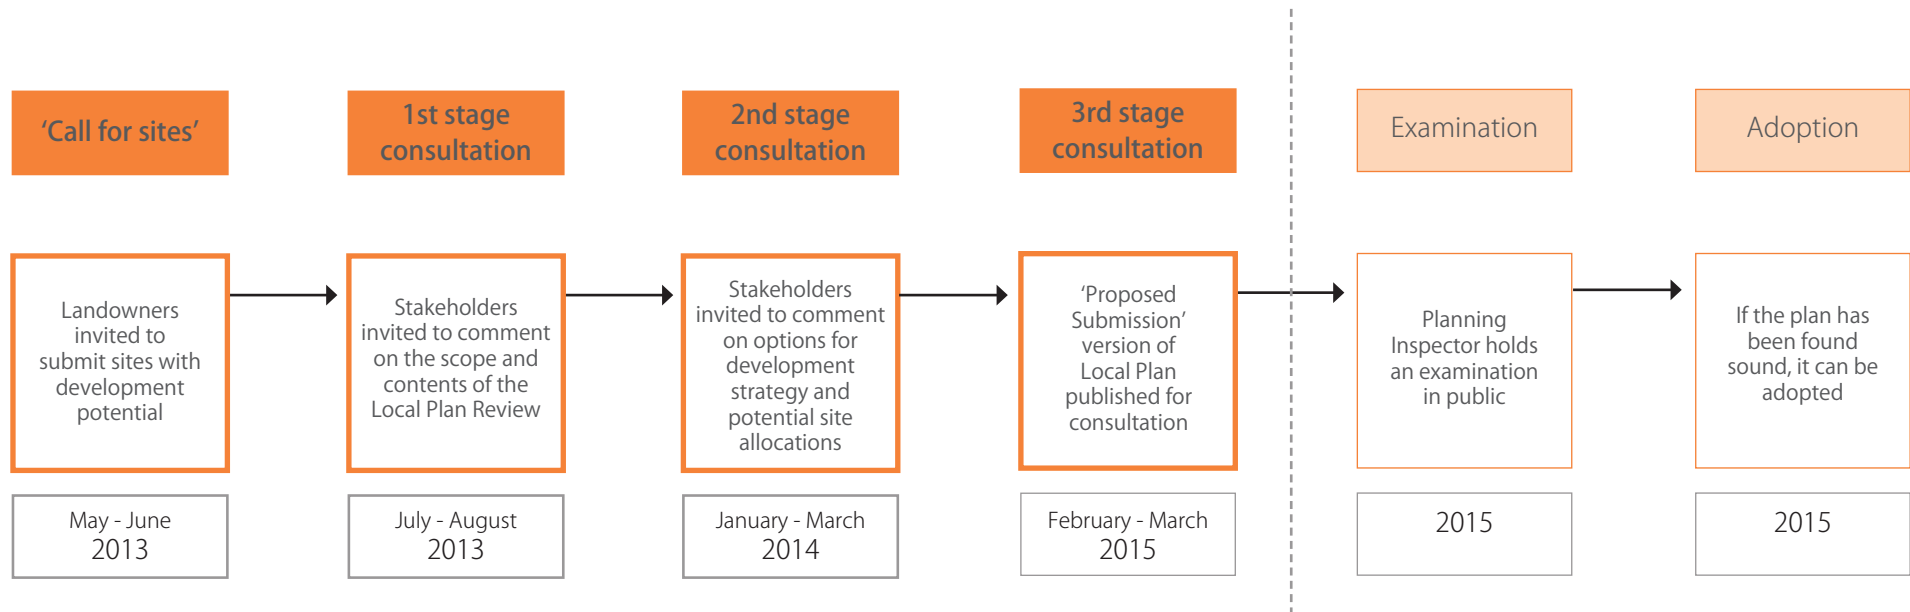 ‘Call for sites’
1st stage
consultation
2nd stage
consultation
3rd stage
consultation
Examination
Adoption
Landowners
invited to
submit sites with
development
potential
Stakeholders
invited to comment
on the scope and
contents of the
Local Plan Review
Stakeholders
invited to comment
on options for
development
strategy and
potential site
allocations
‘Proposed
Submission’
version of
Local Plan
published for
consultation
Planning
Inspector holds
an examination
in public
If the plan has
been found
sound, it can be
adopted
May - June
2013
July - August
2013
January - March
2014
February - March
2015
2015
2015